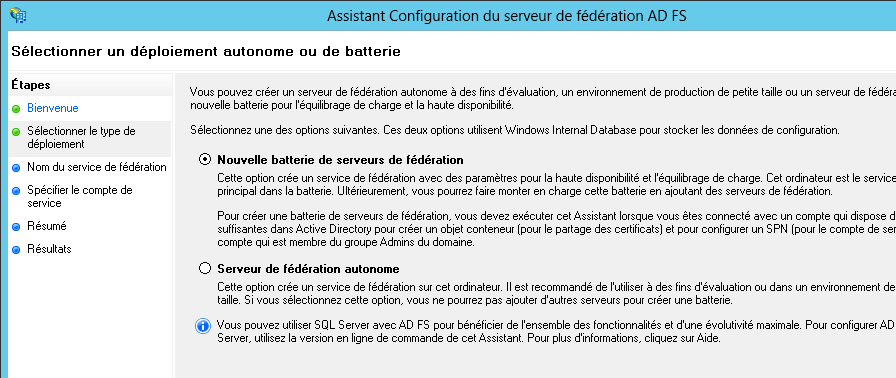 Assistant Configuration du serveur de fédération AD FS
Sélectionner un déploiement autonome ou de batterie
Étapes
Bienvenue
Sélectionner le type de
déploiement
Nom du service de fédération
Spécifier le compte de
service
Résumé
Résultats
Vous pouvez créer un serveur de fédération autonome à des fins d'évaluation, un environnement de production de petite taille ou un serveur de fédéra
nouvelle batterie pour l'équilibrage de charge et la haute disponibilité.
Sélectionnez une des options suivantes. Ces deux options utilisent Windows Internal Database pour stocker les données de configuration.
Nouvelle batterie de serveurs de fédération
Cette option crée un service de fédération avec des paramètres pour la haute disponibilité et l'équilibrage de charge. Cet ordinateur est le service
principal dans la batterie. Ultérieurement, vous pourrez faire monter en charge cette batterie en ajoutant des serveurs de fédération.
Pour créer une batterie de serveurs de fédération, vous devez exécuter cet Assistant lorsque vous êtes connecté avec un compte qui dispose d
suffisantes dans Active Directory pour créer un objet conteneur (pour le partage des certificats) et pour configurer un SPN (pour le compte de ser
compte qui est membre du groupe Admins du domaine.
Serveur de fédération autonome
Cette option crée un service de fédération sur cet ordinateur. Il est recommandé de l'utiliser à des fins d'évaluation ou dans un environnement de
taille. Si vous sélectionnez cette option, vous ne pourrez pas ajouter d'autres serveurs pour créer une batterie.
Vous pouvez utiliser SQL Server avec AD FS pour bénéficier de l'ensemble des fonctionnalités et d'une évolutivité maximale. Pour configurer AD
Server, utilisez la version en ligne de commande de cet Assistant. Pour plus d'informations, cliquez sur Aide.